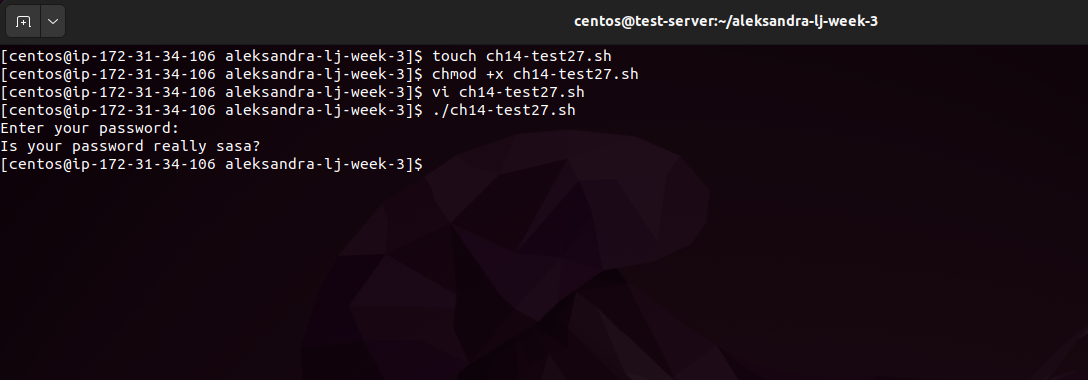 centos@test-server:~/aleksandra-lj-week-3
[centos@ip-172-31-34-106 aleksandra-lj-week-3]$ touch ch14-test27.sh
[centos@ip-172-31-34-106 aleksandra-lj-week-3]$ chmod +x ch14-test27.sh
[centos@ip-172-31-34-106 aleksandra-lj-week-3]$ vi ch14-test27.sh
[centos@ip-172-31-34-106 aleksandra-lj-week-3]$ ./ch14-test27.sh
Enter your password:
Is your password really sasa?
[centos@ip-172-31-34-106 aleksandra-lj-week-3]$